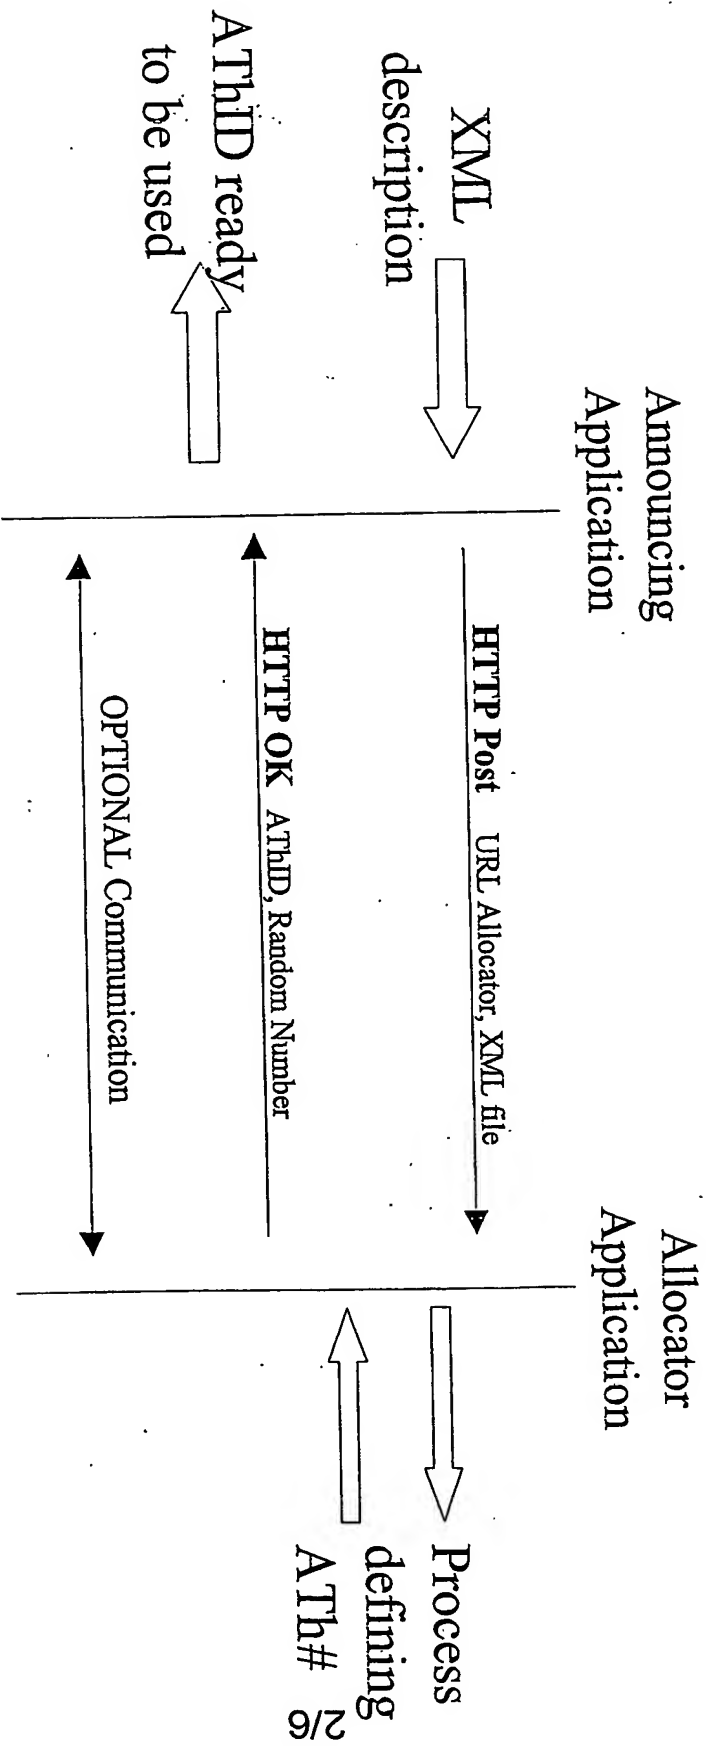 Announcing
Application
Allocator
Application
XML
description
HTTP Post URL Allocator, XML file
Process
defining
ATh#
AThID ready
to be used
HTTP OK AThID, Random Number
OPTIONAL Communication
2/6